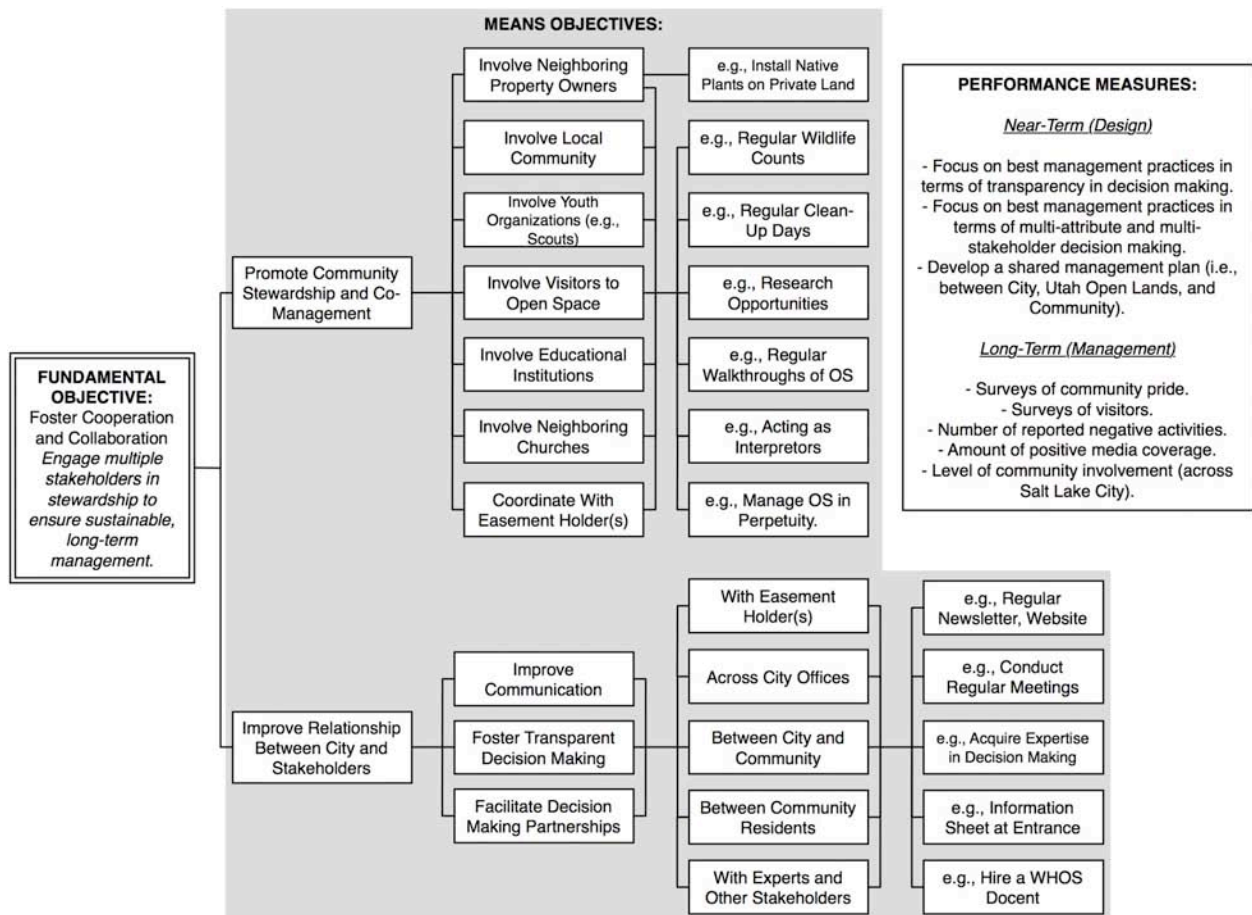 MEANS OBJECTIVES:
FUNDAMENTAL
OBJECTIVE:
Foster Cooperation
and Collaboration
Engage multiple
stakeholders in
stewardship to
ensure sustainable,
long-term
management.
Promote Community
Stewardship and Co-
Management
Involve Neighboring
Property Owners
Involve Local
Community
Involve Youth
Organizations (e.g.,
Scouts)
Involve Visitors to
Open Space
Involve Educational
Institutions
Involve Neighboring
Churches
Coordinate With
Easement Holder(s)
e.g., Install Native
Plants on Private Land
e.g., Regular Wildlife
Counts
e.g., Regular Clean-
Up Days
e.g., Research
Opportunities
e.g., Regular
Walkthroughs of OS
e.g., Acting as
Interpretors
e.g., Manage OS in
Perpetuity.
Improve Relationship
Between City and
Stakeholders
Improve
Communication
Foster Transparent
Decision Making
Facilitate Decision
Making Partnerships
With Easement
Holder(s)
Across City Offices
Between City and
Community
Between Community
Residents
With Experts and
Other Stakeholders
e.g., Regular
Newsletter, Website
e.g., Conduct
Regular Meetings
e.g., Acquire Expertise
in Decision Making
e.g., Information
Sheet at Entrance
e.g., Hire a WHOS
Docent
PERFORMANCE MEASURES:
Near-Term (Design)
- Focus on best management practices in
terms of transparency in decision making.
- Focus on best management practices in
terms of multi-attribute and multi-
stakeholder decision making.
- Develop a shared management plan (i.e.,
between City, Utah Open Lands, and
Community).
Long-Term (Management)
- Surveys of community pride.
- Surveys of visitors.
- Number of reported negative activities.
- Amount of positive media coverage.
- Level of community involvement (across
Salt Lake City).